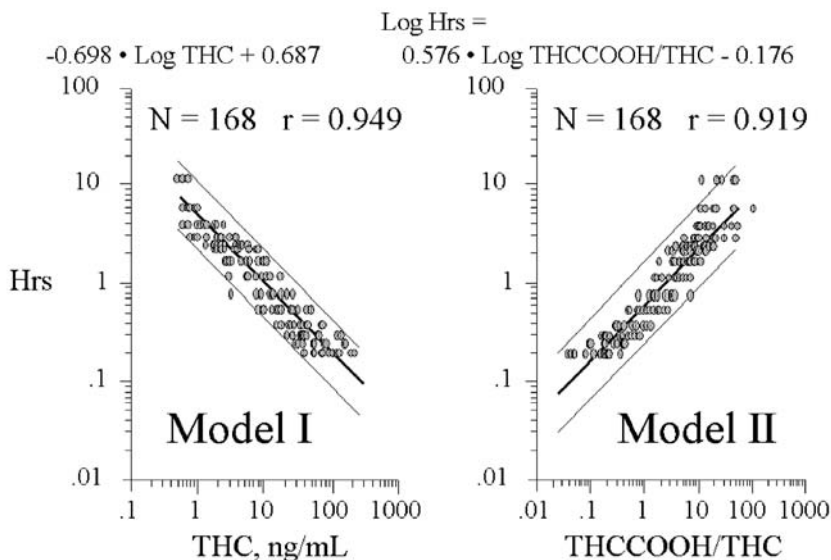 Log Hrs =
-0.698 • Log THC + 0.687
0.576 • Log THCCOOH/THC - 0.176
100
10
1
.1
.01
Hrs
N = 168 r = 0.949
Model I
.1 1 10 100 1000
THC, ng/mL
100
10
1
.1
.01
N = 168 r = 0.919
Model II
0.01 0.1 1 10 100 1000
THCCOOH/THC